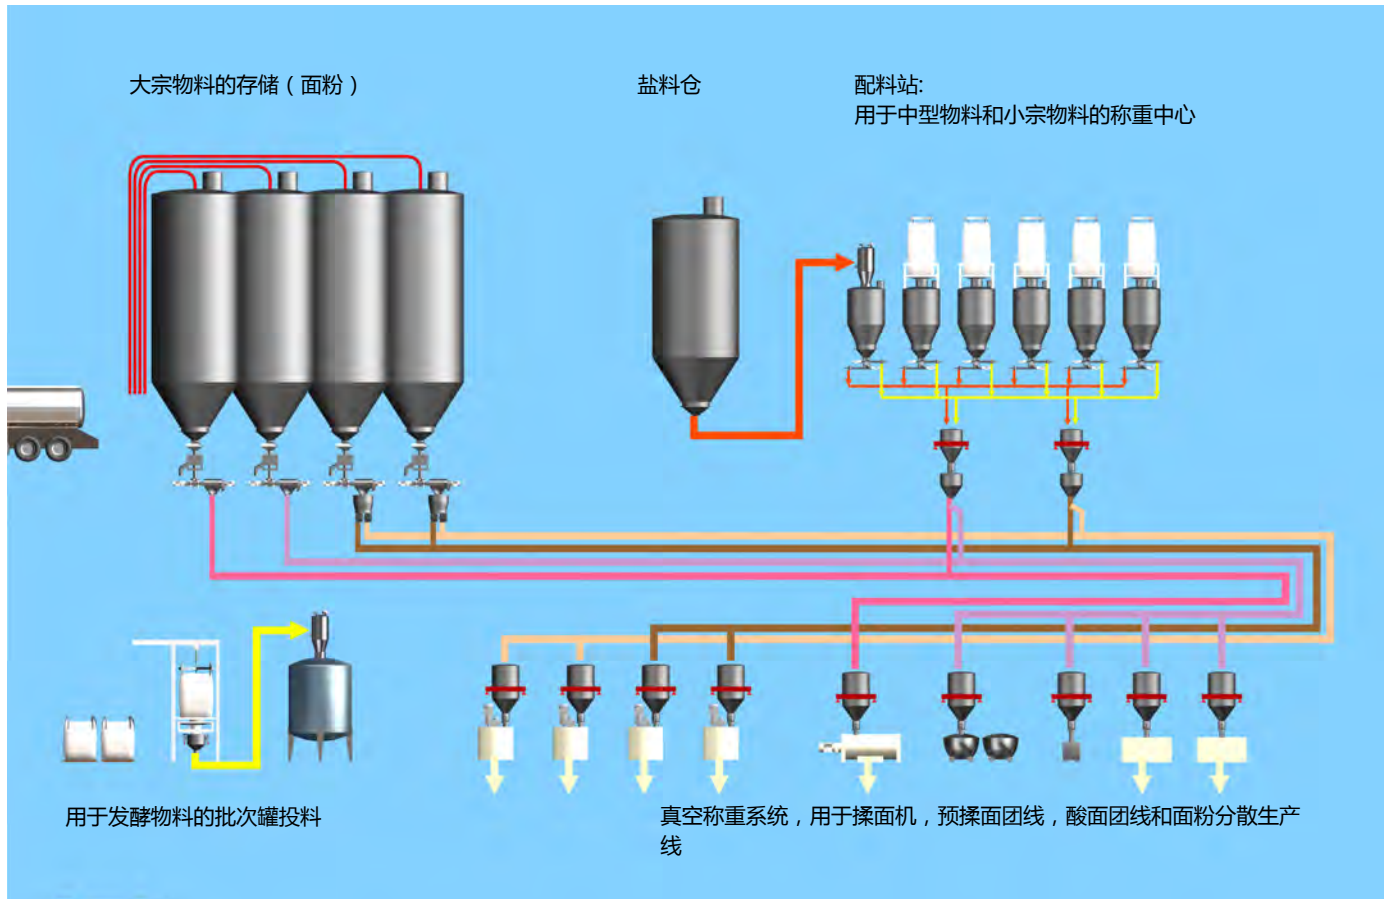 大宗物料的存储（面粉）
盐料仓
配料站:
用于中型物料和小宗物料的称重中心
用于发酵物料的批次罐投料
真空称重系统，用于揉面机，预揉面团线，酸面团线和面粉分散生产
线